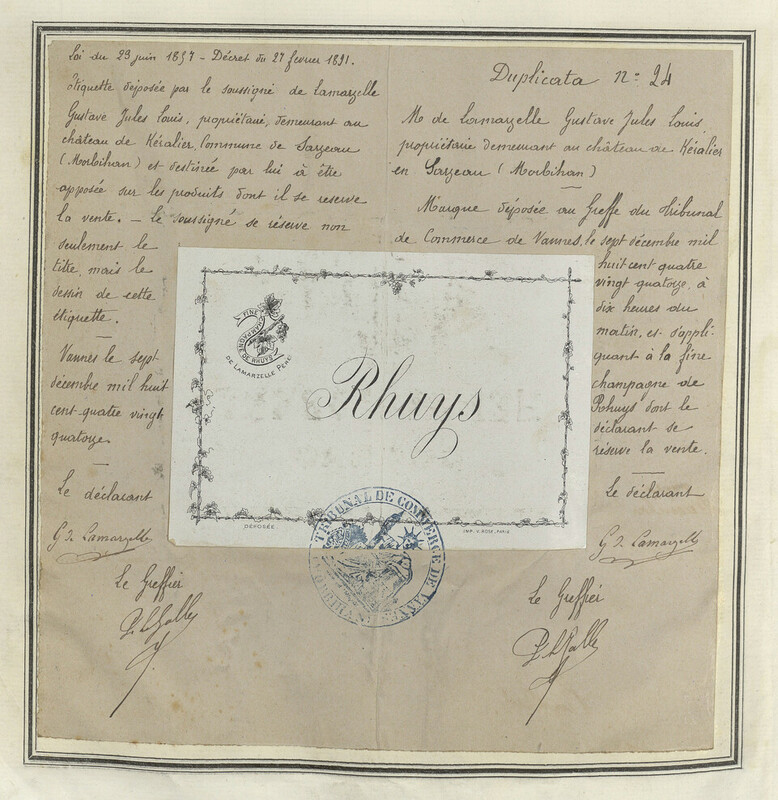 Loi du 23 juin 1857 - Décret du 27 février 1891.
Étiquette déposée par le soussigné de Lamarzelle
Gustave Jules Louis, propriétaire, demeurant au
château de Kéralier, Commune de Sarzeau
(Morbihan) et destinée par lui à être
apposée sur les produits dont il se reserve
la vente. - le soussigné se réserve non
seulement le
titre, mais le
dessin de cette
étiquette.
Vannes le sept
décembre mil huit
cent-quatre vingt
quatorze
Le déclarant
G J. Lamarzelle
Le Greffier
Duplicata n° 24
M de Lamarzelle Gustave Jules Louis,
propriétaire demeurant au château de Kéralier
en Sarzeau (Morbihan)
Marque déposée au Greffe du Tribunal
de Commerce de Vannes, le sept décembre mil
huit cent quatre
vingt quatorze, à
dix heures du
matin, et s'appli-
quant à la fine
champagne de
Rhuys dont le
déclarant se
réserve la vente.
Le déclarant
G J. Lamarzelle
Le Greffier
FINE
CHAMPAGNE DE RHUYS
DE LAMARZELLE PÈRE
Rhuys
DÉPOSÉE
IMP. V. ROSE, PARIS
TRIBUNAL DE COMMERCE DE VANNES
(MORBIHAN)